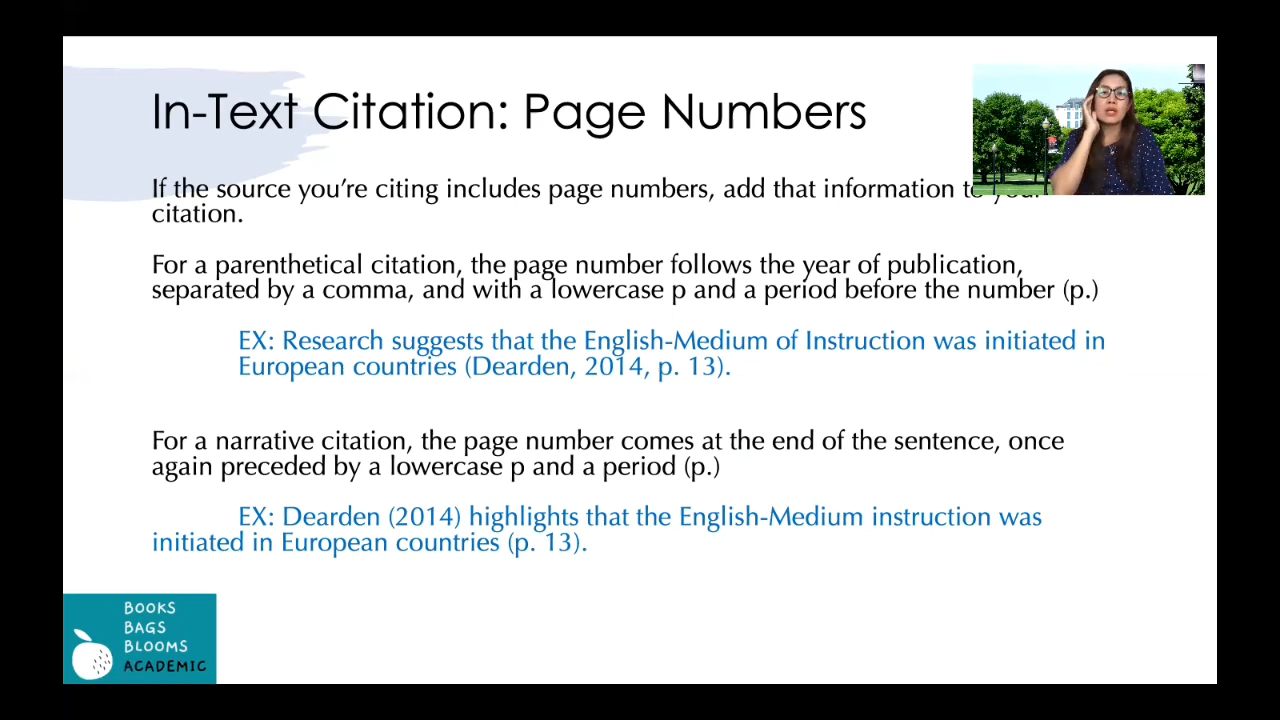 In-Text Citation: Page Numbers
If the source you're citing includes page numbers, add that information to your
citation.
For a parenthetical citation, the page number follows the year of publication,
separated by a comma, and with a lowercase p and a period before the number (p.)
EX: Research suggests that the English-Medium of Instruction was initiated in
European countries (Dearden, 2014, p. 13).
For a narrative citation, the page number comes at the end of the sentence, once
again preceded by a lowercase p and a period (p.)
EX: Dearden (2014) highlights that the English-Medium instruction was
initiated in European countries (p. 13).
BOOKS
BAGS
BLOOMS
ACADEMIC